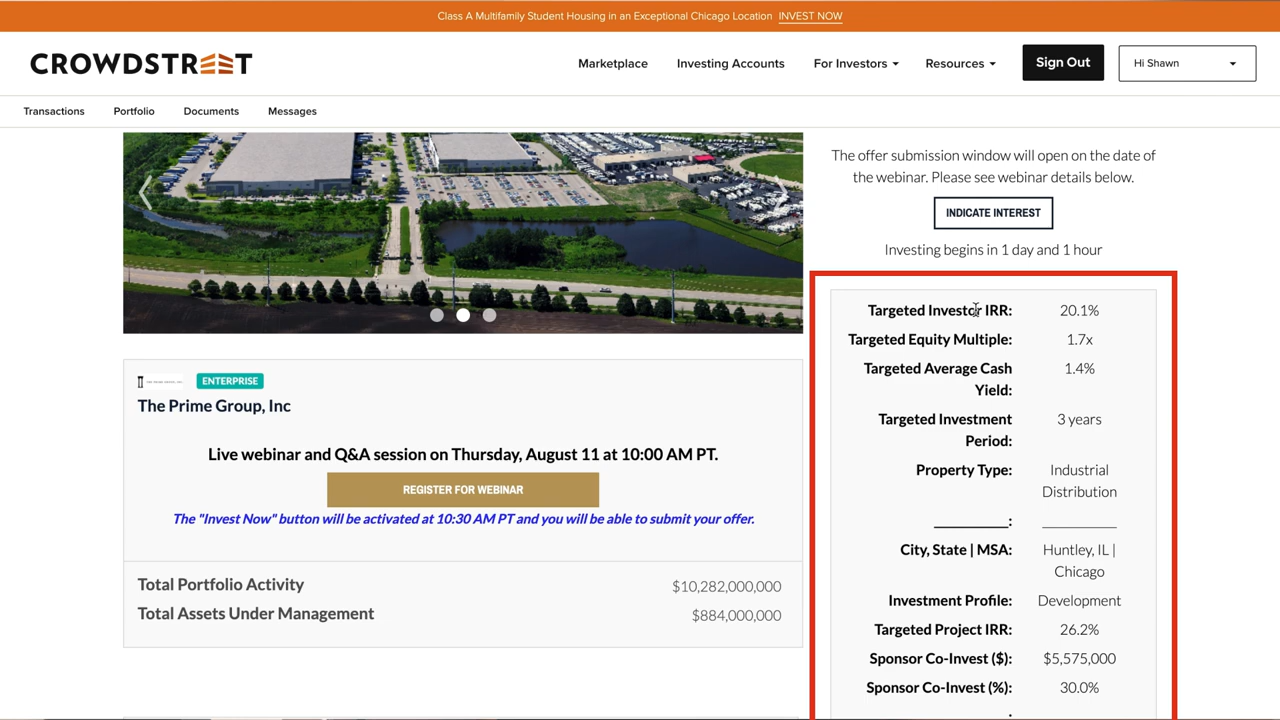 Class A Multifamily Student Housing in an Exceptional Chicago Location INVEST NOW
CROWDSTREET
Marketplace
Investing Accounts
For Investors
Resources
Sign Out
Hi Shawn
Transactions
Portfolio
Documents
Messages
The offer submission window will open on the date of
the webinar. Please see webinar details below.
INDICATE INTEREST
Investing begins in 1 day and 1 hour
ENTERPRISE
The Prime Group, Inc
Live webinar and Q&A session on Thursday, August 11 at 10:00 AM PT.
REGISTER FOR WEBINAR
The "Invest Now" button will be activated at 10:30 AM PT and you will be able to submit your offer.
Total Portfolio Activity $10,282,000,000
Total Assets Under Management $884,000,000
Targeted Investor IRR: 20.1%
Targeted Equity Multiple: 1.7x
Targeted Average Cash 1.4%
Yield:
Targeted Investment 3 years
Period:
Property Type: Industrial
Distribution
__________: __________
City, State | MSA: Huntley, IL |
Chicago
Investment Profile: Development
Targeted Project IRR: 26.2%
Sponsor Co-Invest ($): $5,575,000
Sponsor Co-Invest (%): 30.0%